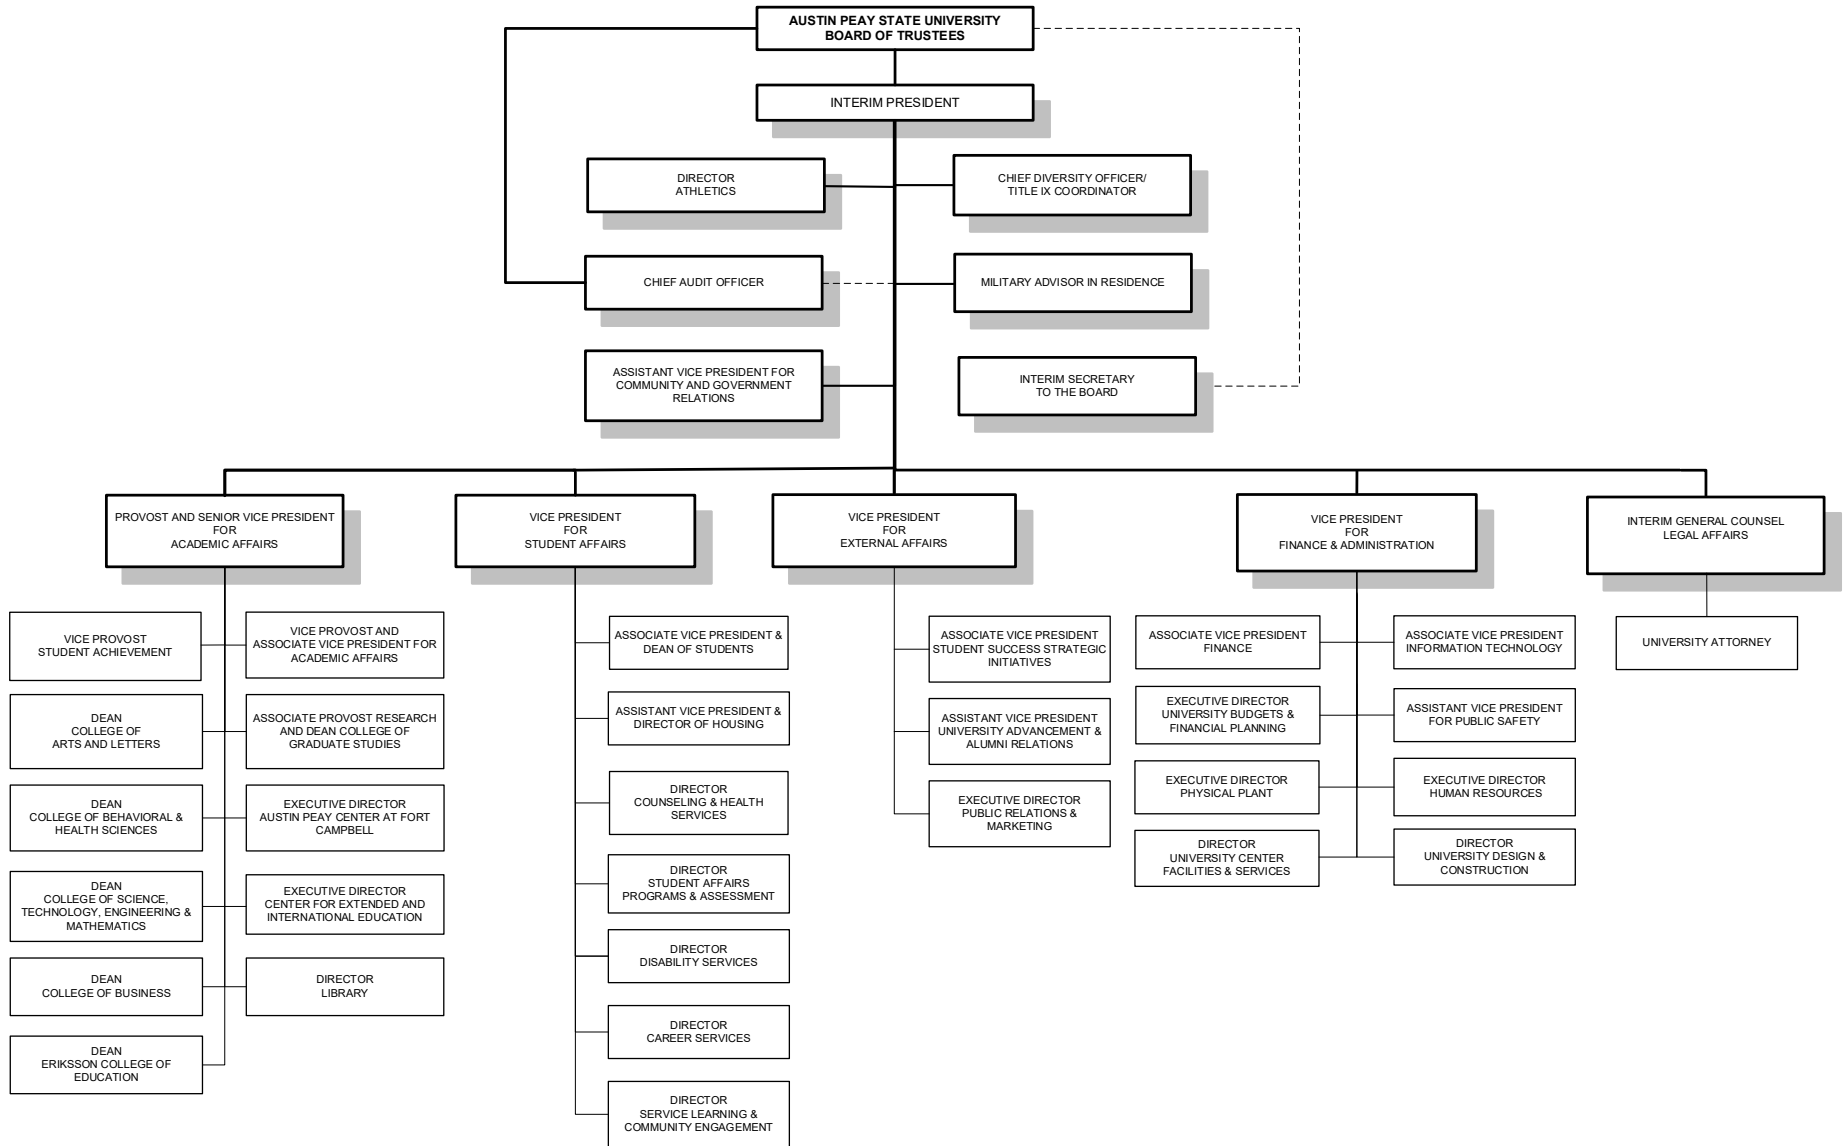 AUSTIN PEAY STATE UNIVERSITY
BOARD OF TRUSTEES
INTERIM PRESIDENT
DIRECTOR
ATHLETICS
CHIEF DIVERSITY OFFICER/
TITLE IX COORDINATOR
CHIEF AUDIT OFFICER
MILITARY ADVISOR IN RESIDENCE
ASSISTANT VICE PRESIDENT FOR
COMMUNITY AND GOVERNMENT
RELATIONS
INTERIM SECRETARY
TO THE BOARD
PROVOST AND SENIOR VICE PRESIDENT
FOR
ACADEMIC AFFAIRS
VICE PRESIDENT
FOR
STUDENT AFFAIRS
VICE PRESIDENT
FOR
EXTERNAL AFFAIRS
VICE PRESIDENT
FOR
FINANCE & ADMINISTRATION
INTERIM GENERAL COUNSEL
LEGAL AFFAIRS
VICE PROVOST
STUDENT ACHIEVEMENT
VICE PROVOST AND
ASSOCIATE VICE PRESIDENT FOR
ACADEMIC AFFAIRS
DEAN
COLLEGE OF
ARTS AND LETTERS
ASSOCIATE PROVOST RESEARCH
AND DEAN COLLEGE OF
GRADUATE STUDIES
DEAN
COLLEGE OF BEHAVIORAL &
HEALTH SCIENCES
EXECUTIVE DIRECTOR
AUSTIN PEAY CENTER AT FORT
CAMPBELL
DEAN
COLLEGE OF SCIENCE,
TECHNOLOGY, ENGINEERING &
MATHEMATICS
EXECUTIVE DIRECTOR
CENTER FOR EXTENDED AND
INTERNATIONAL EDUCATION
DEAN
COLLEGE OF BUSINESS
DIRECTOR
LIBRARY
DEAN
ERIKSSON COLLEGE OF
EDUCATION
ASSOCIATE VICE PRESIDENT &
DEAN OF STUDENTS
ASSISTANT VICE PRESIDENT &
DIRECTOR OF HOUSING
DIRECTOR
COUNSELING & HEALTH
SERVICES
DIRECTOR
STUDENT AFFAIRS
PROGRAMS & ASSESSMENT
DIRECTOR
DISABILITY SERVICES
DIRECTOR
CAREER SERVICES
DIRECTOR
SERVICE LEARNING &
COMMUNITY ENGAGEMENT
ASSOCIATE VICE PRESIDENT
STUDENT SUCCESS STRATEGIC
INITIATIVES
ASSISTANT VICE PRESIDENT
UNIVERSITY ADVANCEMENT &
ALUMNI RELATIONS
EXECUTIVE DIRECTOR
PUBLIC RELATIONS &
MARKETING
ASSOCIATE VICE PRESIDENT
FINANCE
ASSOCIATE VICE PRESIDENT
INFORMATION TECHNOLOGY
EXECUTIVE DIRECTOR
UNIVERSITY BUDGETS &
FINANCIAL PLANNING
ASSISTANT VICE PRESIDENT
FOR PUBLIC SAFETY
EXECUTIVE DIRECTOR
PHYSICAL PLANT
EXECUTIVE DIRECTOR
HUMAN RESOURCES
DIRECTOR
UNIVERSITY CENTER
FACILITIES & SERVICES
DIRECTOR
UNIVERSITY DESIGN &
CONSTRUCTION
UNIVERSITY ATTORNEY